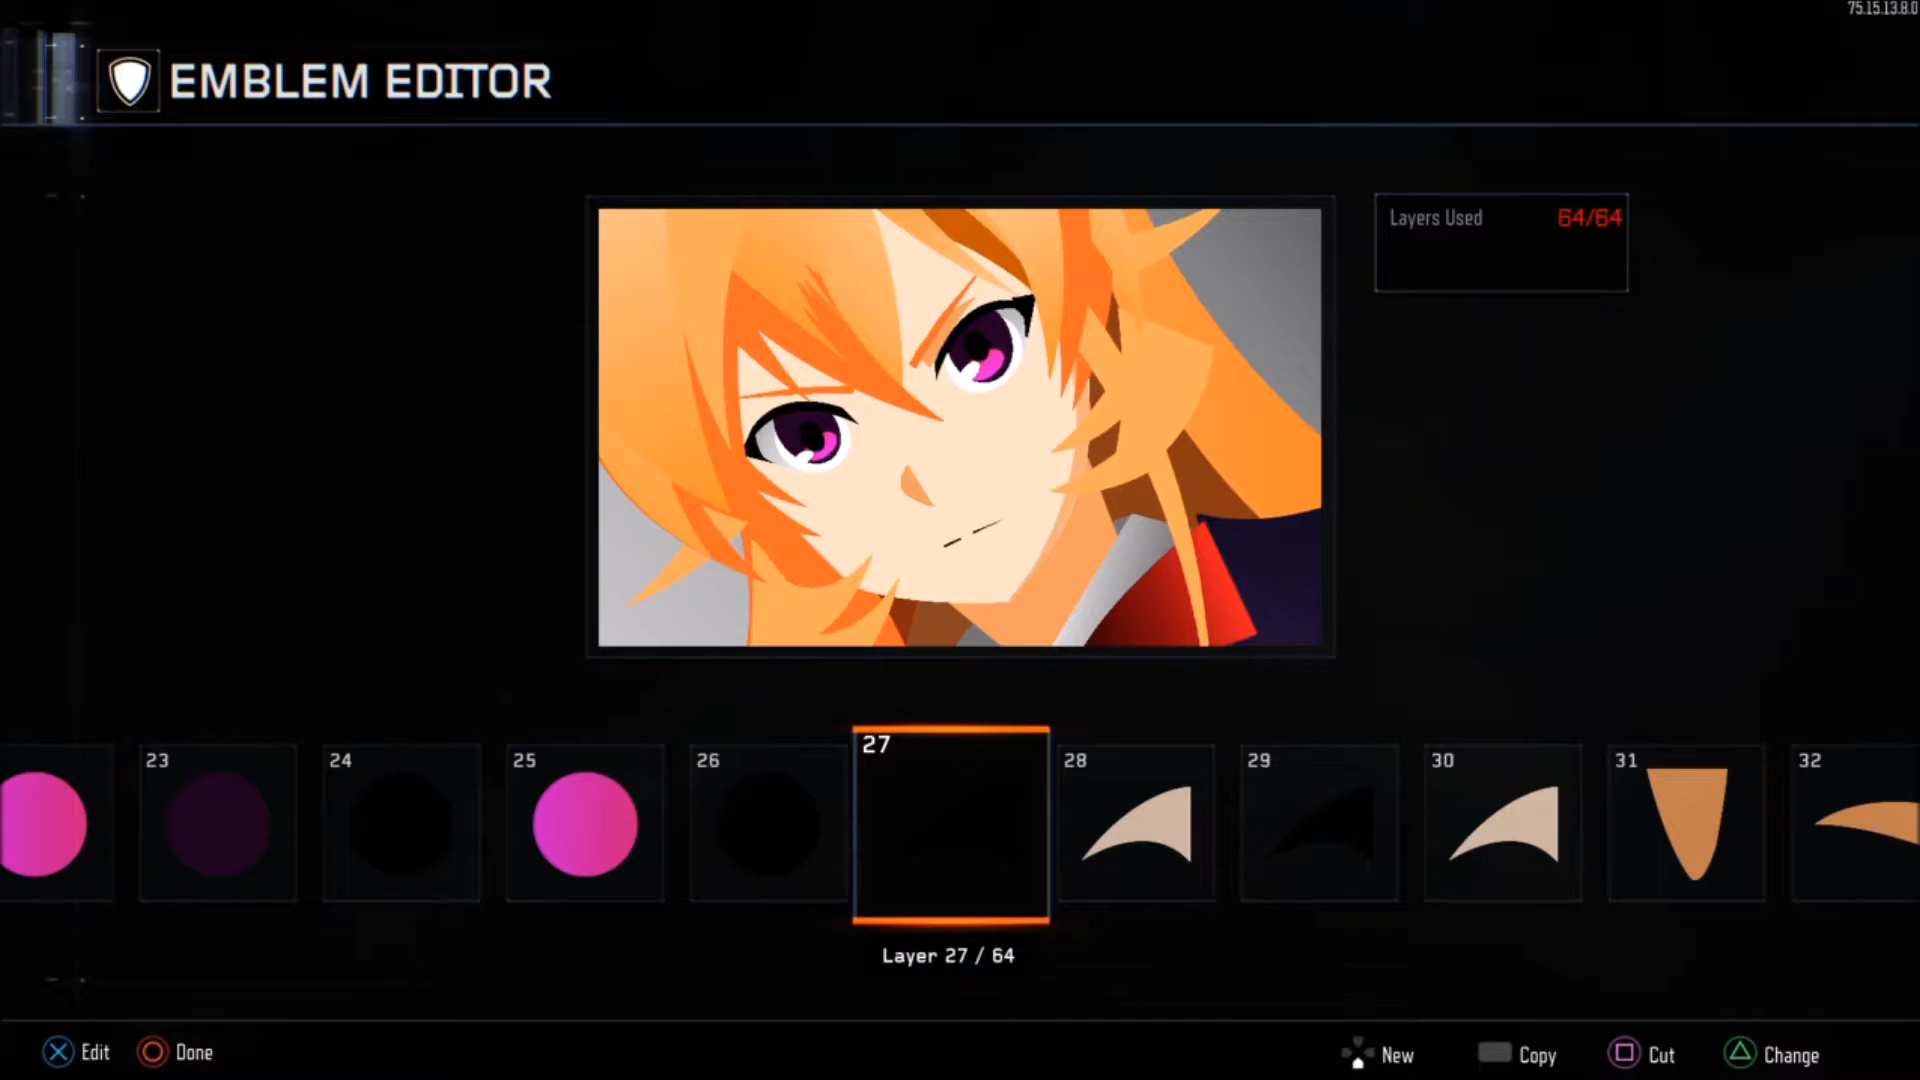 75.15.13.8.0
EMBLEM EDITOR
Layers Used 64/64
23 24 25 26 27 28 29 30 31 32
Layer 27 / 64
Edit Done New Copy Cut Change